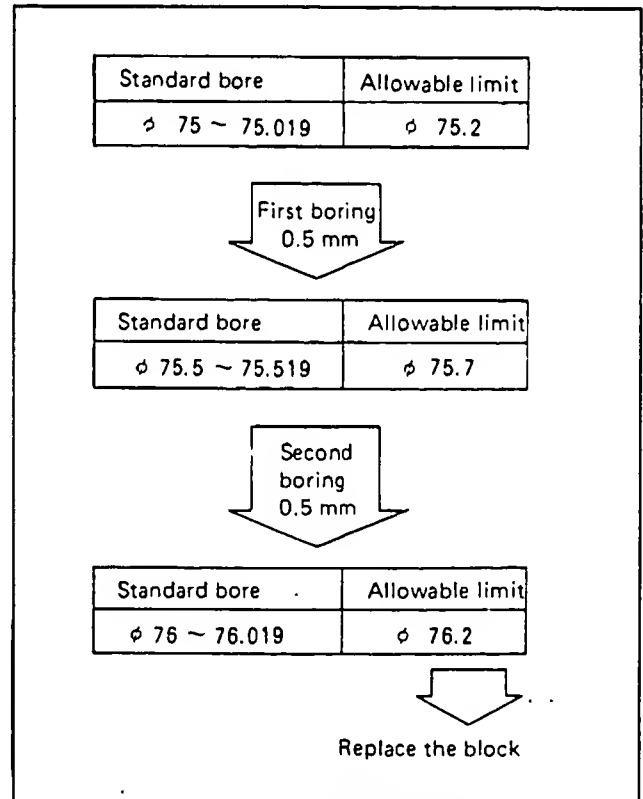 Standard bore Allowable limit
φ 75 ~ 75.019 φ 75.2
First boring
0.5 mm
Standard bore Allowable limit
φ 75.5 ~ 75.519 φ 75.7
Second
boring
0.5 mm
Standard bore Allowable limit
φ 76 ~ 76.019 φ 76.2
Replace the block